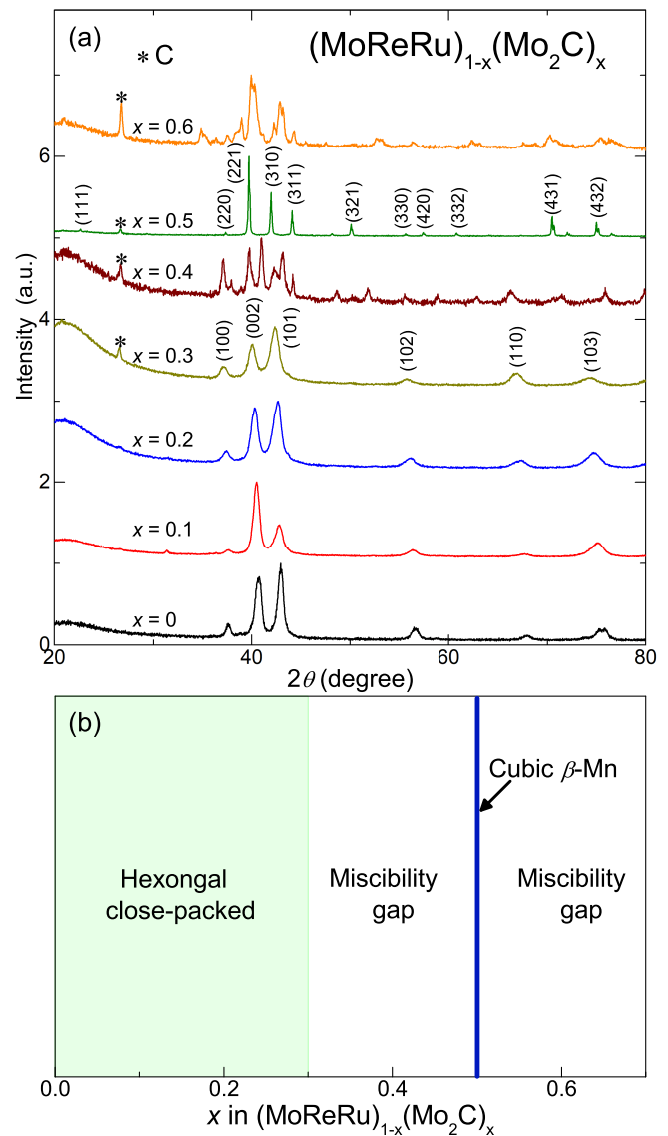 (a)
(MoReRu)₁₋ₓ(Mo₂C)ₓ
* C
*
x = 0.6
6
(111)
(220)
(221)
(310)
(311)
(321)
(330)
(420)
(332)
(431)
(432)
*
x = 0.5
*
x = 0.4
4
*
x = 0.3
(100)
(002)
(101)
(102)
(110)
(103)
x = 0.2
2
x = 0.1
x = 0
0
Intensity (a.u.)
20 40 60 80
2θ (degree)
(b)
Cubic β-Mn
Hexongal
close-packed
Miscibility
gap
Miscibility
gap
0.0 0.2 0.4 0.6
x in (MoReRu)₁₋ₓ(Mo₂C)ₓ